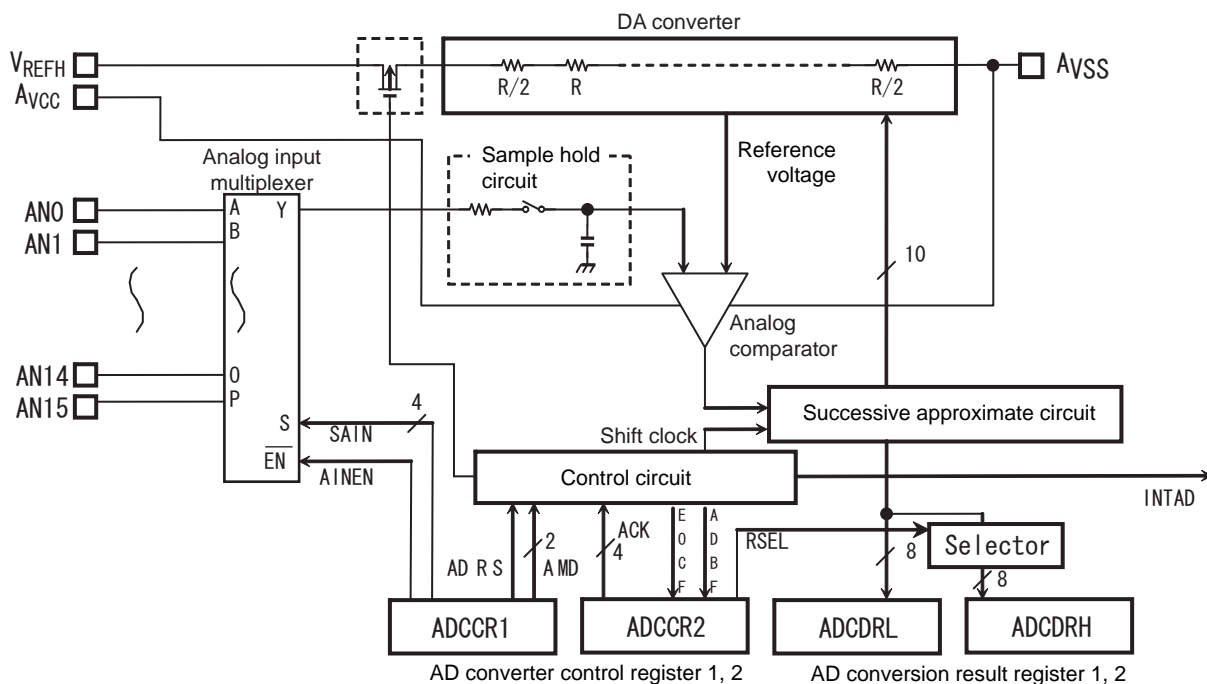 DA converter
VREFH
AVCC
R/2
R
R/2
AVSS
Analog input
multiplexer
Sample hold
circuit
Reference
voltage
AN0
A
Y
AN1
B
10
Analog
comparator
AN14
O
AN15
P
S
SAIN
4
EN
AINEN
Successive approximate circuit
Shift clock
Control circuit
INTAD
AD R S
2
AMD
ACK
4
EOCF
ADBF
RSEL
8
Selector
8
ADCCR1
ADCCR2
ADCDRL
ADCDRH
AD converter control register 1, 2
AD conversion result register 1, 2